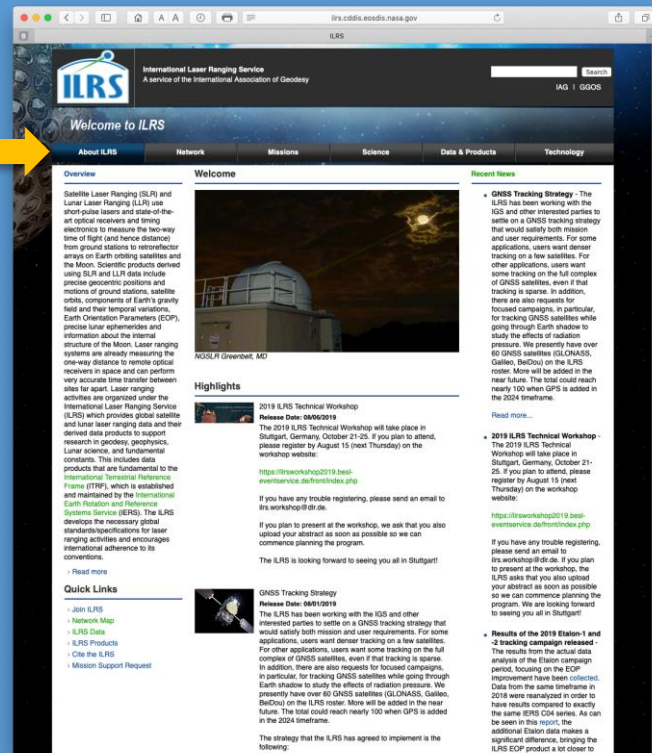 A A
ilrs.cddis.eosdis.nasa.gov
ILRS
ILRS
International Laser Ranging Service
A service of the International Association of Geodesy
Search
IAG | GGOS
Welcome to ILRS
About ILRS
Network
Missions
Science
Data & Products
Technology
Overview
Satellite Laser Ranging (SLR) and
Lunar Laser Ranging (LLR) use
short-pulse lasers and state-of-the-
art optical receivers and timing
electronics to measure the two-way
time of flight (and hence distance)
from ground stations to retroreflector
arrays on Earth orbiting satellites and
the Moon. Scientific products derived
using SLR and LLR data include
precise geocentric positions and
motions of ground stations, satellite
orbits, components of Earth's gravity
field and their temporal variations,
Earth Orientation Parameters (EOP),
precise lunar ephemerides and
information about the internal
structure of the Moon. Laser ranging
systems are already measuring the
one-way distance to remote optical
receivers in space and can perform
very accurate time transfer between
sites far apart. Laser ranging
activities are organized under the
International Laser Ranging Service
(ILRS) which provides global satellite
and lunar laser ranging data and their
derived data products to support
research in geodesy, geophysics,
Lunar science, and fundamental
constants. This includes data
products that are fundamental to the
International Terrestrial Reference
Frame (ITRF), which is established
and maintained by the International
Earth Rotation and Reference
Systems Service (IERS). The ILRS
develops the necessary global
standards/specifications for laser
ranging activities and encourages
international adherence to its
conventions.
› Read more
Quick Links
› Join ILRS
› Network Map
› ILRS Data
› ILRS Products
› Cite the ILRS
› Mission Support Request
Welcome
NGSLR Greenbelt, MD
Highlights
2019 ILRS Technical Workshop
Release Date: 08/06/2019
The 2019 ILRS Technical Workshop will take place in
Stuttgart, Germany, October 21-25. If you plan to attend,
please register by August 15 (next Thursday) on the
workshop website:
https://ilrsworkshop2019.besl-
eventservice.de/front/index.php
If you have any trouble registering, please send an email to
ilrs.workshop@dlr.de.
If you plan to present at the workshop, we ask that you also
upload your abstract as soon as possible so we can
commence planning the program.
The ILRS is looking forward to seeing you all in Stuttgart!
GNSS Tracking Strategy
Release Date: 08/01/2019
The ILRS has been working with the IGS and other
interested parties to settle on a GNSS tracking strategy that
would satisfy both mission and user requirements. For some
applications, users want denser tracking on a few satellites.
For other applications, users want some tracking on the full
complex of GNSS satellites, even if that tracking is sparse.
In addition, there are also requests for focused campaigns,
in particular, for tracking GNSS satellites while going through
Earth shadow to study the effects of radiation pressure. We
presently have over 60 GNSS satellites (GLONASS, Galileo,
BeiDou) on the ILRS roster. More will be added in the near
future. The total could reach nearly 100 when GPS is added
in the 2024 timeframe.
The strategy that the ILRS has agreed to implement is the
following:
Recent News
• GNSS Tracking Strategy - The
ILRS has been working with the
IGS and other interested parties to
settle on a GNSS tracking strategy
that would satisfy both mission
and user requirements. For some
applications, users want denser
tracking on a few satellites. For
other applications, users want
some tracking on the full complex
of GNSS satellites, even if that
tracking is sparse. In addition,
there are also requests for
focused campaigns, in particular,
for tracking GNSS satellites while
going through Earth shadow to
study the effects of radiation
pressure. We presently have over
60 GNSS satellites (GLONASS,
Galileo, BeiDou) on the ILRS
roster. More will be added in the
near future. The total could reach
nearly 100 when GPS is added in
the 2024 timeframe.
Read more...
• 2019 ILRS Technical Workshop -
The 2019 ILRS Technical
Workshop will take place in
Stuttgart, Germany, October 21-
25. If you plan to attend, please
register by August 15 (next
Thursday) on the workshop
website:
https://ilrsworkshop2019.besl-
eventservice.de/front/index.php
If you have any trouble registering,
please send an email to
ilrs.workshop@dlr.de. If you plan
to present at the workshop, the
ILRS asks that you also upload
your abstract as soon as possible
so we can commence planning the
program. We are looking forward
to seeing you all in Stuttgart!
• Results of the 2019 Etalon-1 and
-2 tracking campaign released -
The results from the actual data
analysis of the Etalon campaign
period, focusing on the EOP
improvement have been collected.
Data from the same timeframe in
2018 were reanalyzed in order to
have results compared to exactly
the same IERS C04 series. As can
be seen in this report, the
additional Etalon data makes a
significant difference, bringing the
ILRS EOP product a lot closer to